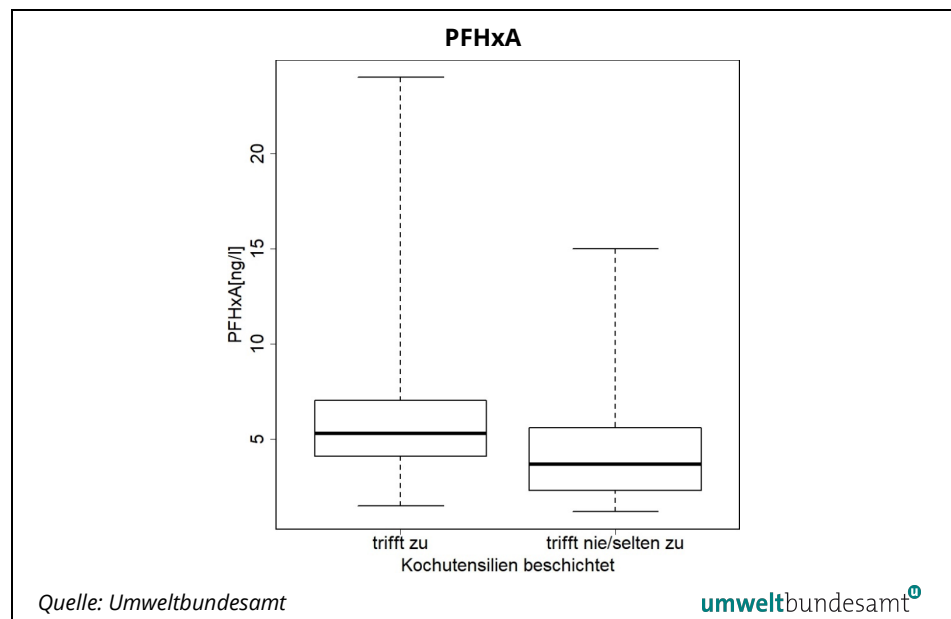 PFHxA
PFHxA[ng/l]
20
15
10
5
trifft zu
trifft nie/selten zu
Kochutensilien beschichtet
Quelle: Umweltbundesamt
umweltbundesamt u